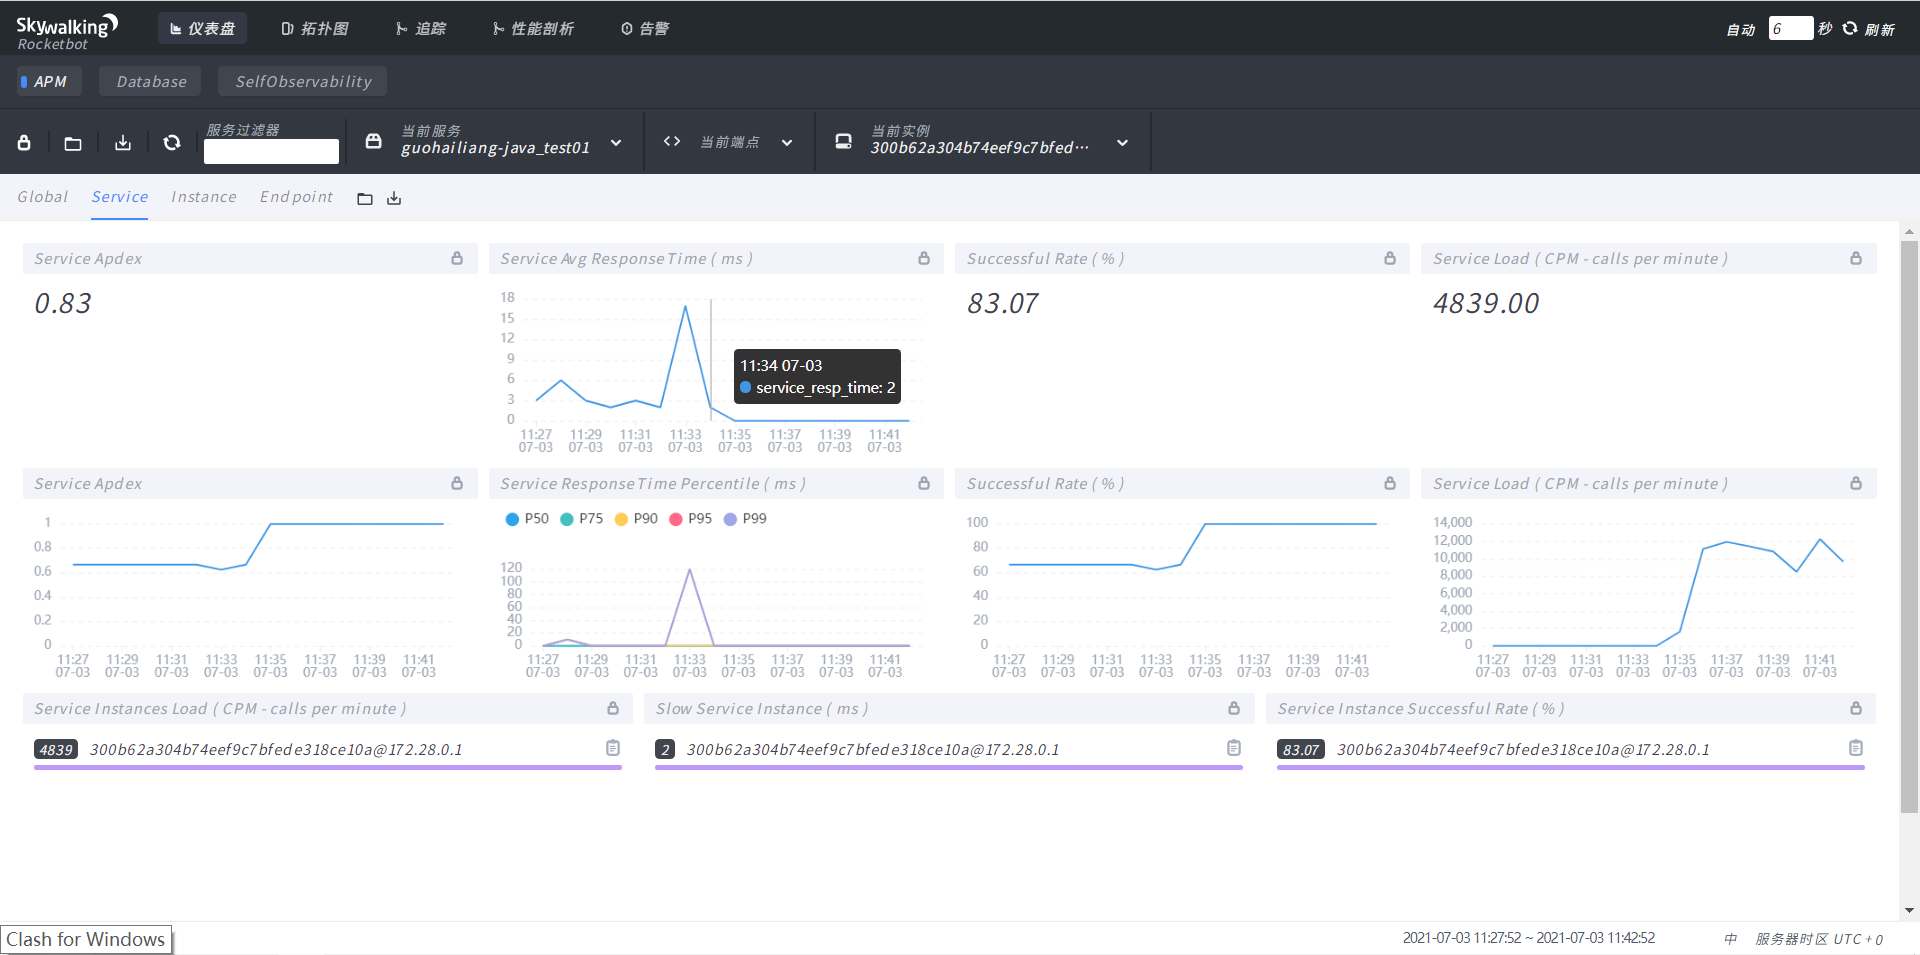 Skywalking
Rocketbot
仪表盘
拓扑图
追踪
性能剖析
告警
自动 6 秒 刷新
APM
Database
SelfObservability
服务过滤器
当前服务
guohailiang-java_test01
当前端点
当前实例
300b62a304b74eef9c7bfed···
Global
Service
Instance
Endpoint
Service Apdex
0.83
Service Avg Response Time ( ms )
18
15
12
9
6
3
0
11:27 11:29 11:31 11:33 11:35 11:37 11:39 11:41
07-03 07-03 07-03 07-03 07-03 07-03 07-03 07-03
11:34 07-03
service_resp_time: 2
Successful Rate ( % )
83.07
Service Load ( CPM - calls per minute )
4839.00
Service Apdex
1
0.8
0.6
0.4
0.2
0
11:27 11:29 11:31 11:33 11:35 11:37 11:39 11:41
07-03 07-03 07-03 07-03 07-03 07-03 07-03 07-03
Service Response Time Percentile ( ms )
P50 P75 P90 P95 P99
120
100
80
60
40
20
0
11:27 11:29 11:31 11:33 11:35 11:37 11:39 11:41
07-03 07-03 07-03 07-03 07-03 07-03 07-03 07-03
Successful Rate ( % )
100
80
60
40
20
0
11:27 11:29 11:31 11:33 11:35 11:37 11:39 11:41
07-03 07-03 07-03 07-03 07-03 07-03 07-03 07-03
Service Load ( CPM - calls per minute )
14,000
12,000
10,000
8,000
6,000
4,000
2,000
0
11:27 11:29 11:31 11:33 11:35 11:37 11:39 11:41
07-03 07-03 07-03 07-03 07-03 07-03 07-03 07-03
Service Instances Load ( CPM - calls per minute )
4839 300b62a304b74eef9c7bfede318ce10a@172.28.0.1
Slow Service Instance ( ms )
2 300b62a304b74eef9c7bfede318ce10a@172.28.0.1
Service Instance Successful Rate ( % )
83.07 300b62a304b74eef9c7bfede318ce10a@172.28.0.1
Clash for Windows
2021-07-03 11:27:52 ~ 2021-07-03 11:42:52
中
服务器时区 UTC + 0